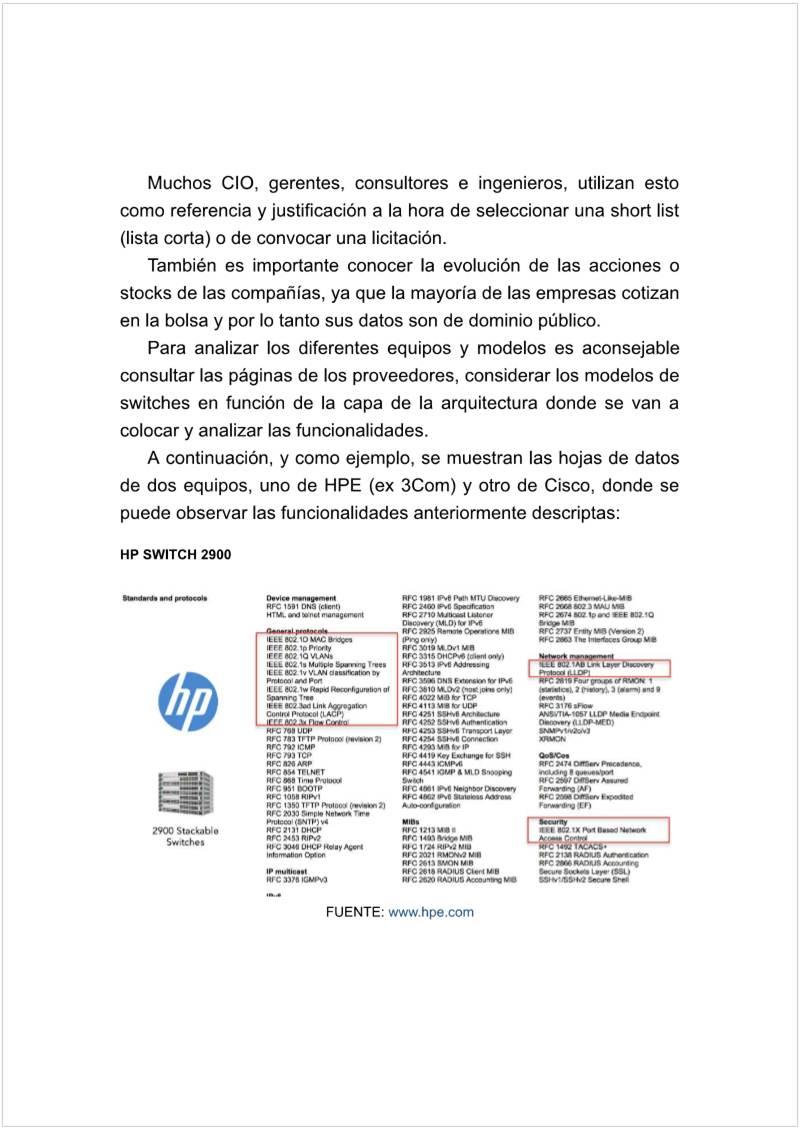 Muchos CIO, gerentes, consultores e ingenieros, utilizan esto
como referencia y justificación a la hora de seleccionar una short list
(lista corta) o de convocar una licitación.
También es importante conocer la evolución de las acciones o
stocks de las compañías, ya que la mayoría de las empresas cotizan
en la bolsa y por lo tanto sus datos son de dominio público.
Para analizar los diferentes equipos y modelos es aconsejable
consultar las páginas de los proveedores, considerar los modelos de
switches en función de la capa de la arquitectura donde se van a
colocar y analizar las funcionalidades.
A continuación, y como ejemplo, se muestran las hojas de datos
de dos equipos, uno de HPE (ex 3Com) y otro de Cisco, donde se
puede observar las funcionalidades anteriormente descriptas:
HP SWITCH 2900
Standards and protocols
hp
2900 Stackable
Switches
Device management
RFC 1591 DNS (client)
HTML and telnet management
General protocols
IEEE 802.1D MAC Bridges
IEEE 802.1p Priority
IEEE 802.1Q VLANs
IEEE 802.1s Multiple Spanning Trees
IEEE 802.1v VLAN classification by
Protocol and Port
IEEE 802.1w Rapid Reconfiguration of
Spanning Tree
IEEE 802.3ad Link Aggregation
Control Protocol (LACP)
IEEE 802.3x Flow Control
RFC 768 UDP
RFC 783 TFTP Protocol (revision 2)
RFC 792 ICMP
RFC 793 TCP
RFC 826 ARP
RFC 854 TELNET
RFC 868 Time Protocol
RFC 951 BOOTP
RFC 1058 RIPv1
RFC 1350 TFTP Protocol (revision 2)
RFC 2030 Simple Network Time
Protocol (SNTP) v4
RFC 2131 DHCP
RFC 2453 RIPv2
RFC 3046 DHCP Relay Agent
Information Option
IP multicast
RFC 3376 IGMPv3
RFC 1981 IPv6 Path MTU Discovery
RFC 2460 IPv6 Specification
RFC 2710 Multicast Listener
Discovery (MLD) for IPv6
RFC 2925 Remote Operations MIB
(Ping only)
RFC 3019 MLDv1 MIB
RFC 3315 DHCPv6 (client only)
RFC 3513 IPv6 Addressing
Architecture
RFC 3596 DNS Extension for IPv6
RFC 3810 MLDv2 (host joins only)
RFC 4022 MIB for TCP
RFC 4113 MIB for UDP
RFC 4251 SSHv6 Architecture
RFC 4252 SSHv6 Authentication
RFC 4253 SSHv6 Transport Layer
RFC 4254 SSHv6 Connection
RFC 4293 MIB for IP
RFC 4419 Key Exchange for SSH
RFC 4443 ICMPv6
RFC 4541 IGMP & MLD Snooping
Switch
RFC 4861 IPv6 Neighbor Discovery
RFC 4862 IPv6 Stateless Address
Auto-configuration
MIBs
RFC 1213 MIB II
RFC 1493 Bridge MIB
RFC 1724 RIPv2 MIB
RFC 2021 RMONv2 MIB
RFC 2613 SMON MIB
RFC 2618 RADIUS Client MIB
RFC 2620 RADIUS Accounting MIB
RFC 2665 Ethernet-Like-MIB
RFC 2668 802.3 MAU MIB
RFC 2674 802.1p and IEEE 802.1Q
Bridge MIB
RFC 2737 Entity MIB (Version 2)
RFC 2863 The Interfaces Group MIB
Network management
IEEE 802.1AB Link Layer Discovery
Protocol (LLDP)
RFC 2819 Four groups of RMON: 1
(statistics), 2 (history), 3 (alarm) and 9
(events)
RFC 3176 sFlow
ANSI/TIA-1057 LLDP Media Endpoint
Discovery (LLDP-MED)
SNMPv1/v2c/v3
XRMON
QoS/Cos
RFC 2474 DiffServ Precedence,
including 8 queues/port
RFC 2597 DiffServ Assured
Forwarding (AF)
RFC 2598 DiffServ Expedited
Forwarding (EF)
Security
IEEE 802.1X Port Based Network
Access Control
RFC 1492 TACACS+
RFC 2138 RADIUS Authentication
RFC 2866 RADIUS Accounting
Secure Sockets Layer (SSL)
SSHv1/SSHv2 Secure Shell
FUENTE: www.hpe.com